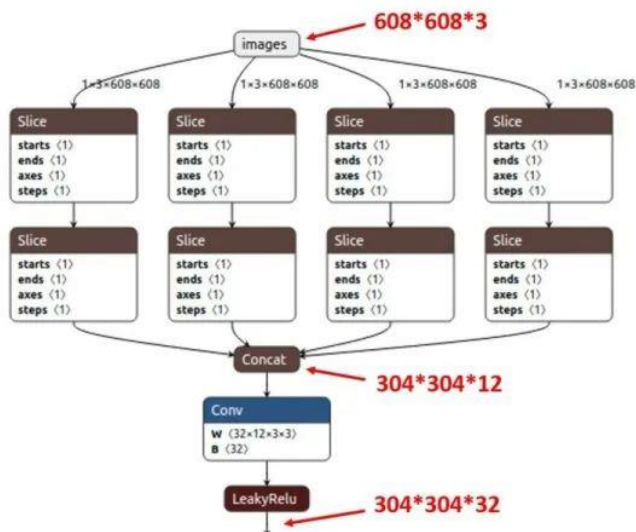 608*608*3
images
1×3×608×608 1×3×608×608 1×3×608×608 1×3×608×608
Slice Slice Slice Slice
starts ⟨1⟩ starts ⟨1⟩ starts ⟨1⟩ starts ⟨1⟩
ends ⟨1⟩ ends ⟨1⟩ ends ⟨1⟩ ends ⟨1⟩
axes ⟨1⟩ axes ⟨1⟩ axes ⟨1⟩ axes ⟨1⟩
steps ⟨1⟩ steps ⟨1⟩ steps ⟨1⟩ steps ⟨1⟩
Slice Slice Slice Slice
starts ⟨1⟩ starts ⟨1⟩ starts ⟨1⟩ starts ⟨1⟩
ends ⟨1⟩ ends ⟨1⟩ ends ⟨1⟩ ends ⟨1⟩
axes ⟨1⟩ axes ⟨1⟩ axes ⟨1⟩ axes ⟨1⟩
steps ⟨1⟩ steps ⟨1⟩ steps ⟨1⟩ steps ⟨1⟩
Concat
304*304*12
Conv
W ⟨32×12×3×3⟩
B ⟨32⟩
LeakyRelu
304*304*32